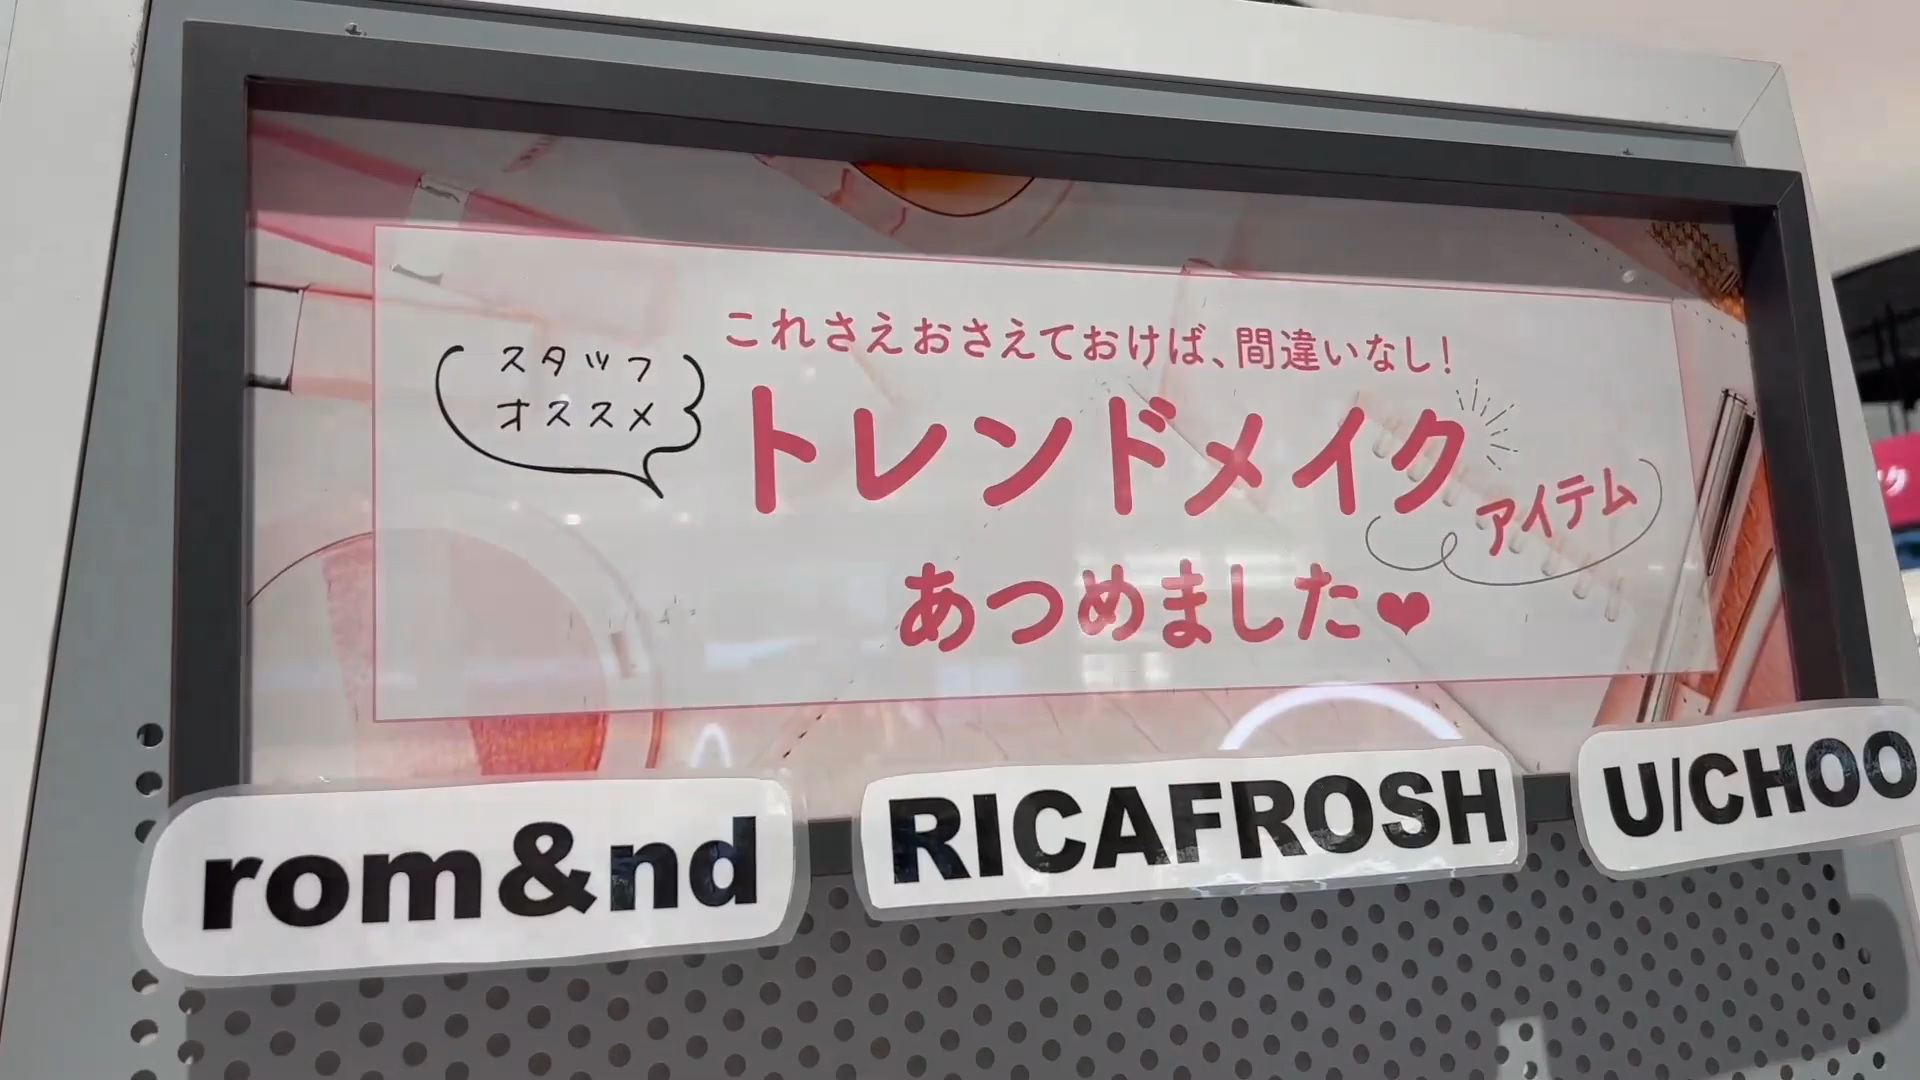 スタッフ
オススメ
これさえおさえておけば、間違いなし!
トレンドメイク
アイテム
あつめました❤
rom&nd
RICAFROSH
U/CHOO